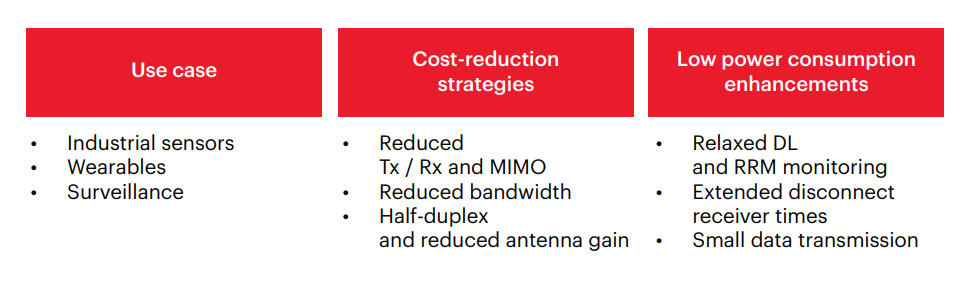 Use case
• Industrial sensors
• Wearables
• Surveillance
Cost-reduction
strategies
• Reduced
Tx / Rx and MIMO
• Reduced bandwidth
• Half-duplex
and reduced antenna gain
Low power consumption
enhancements
• Relaxed DL
and RRM monitoring
• Extended disconnect
receiver times
• Small data transmission